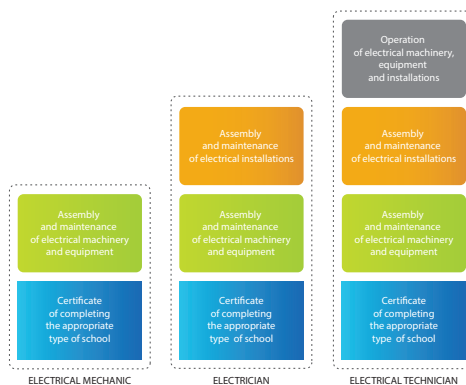 Operation
of electrical machinery,
equipment
and installations
Assembly
and maintenance
of electrical installations
Assembly
and maintenance
of electrical installations
Assembly
and maintenance
of electrical machinery
and equipment
Assembly
and maintenance
of electrical machinery
and equipment
Assembly
and maintenance
of electrical machinery
and equipment
Certificate
of completing
the appropriate
type of school
Certificate
of completing
the appropriate
type of school
Certificate
of completing
the appropriate
type of school
ELECTRICAL MECHANIC
ELECTRICIAN
ELECTRICAL TECHNICIAN